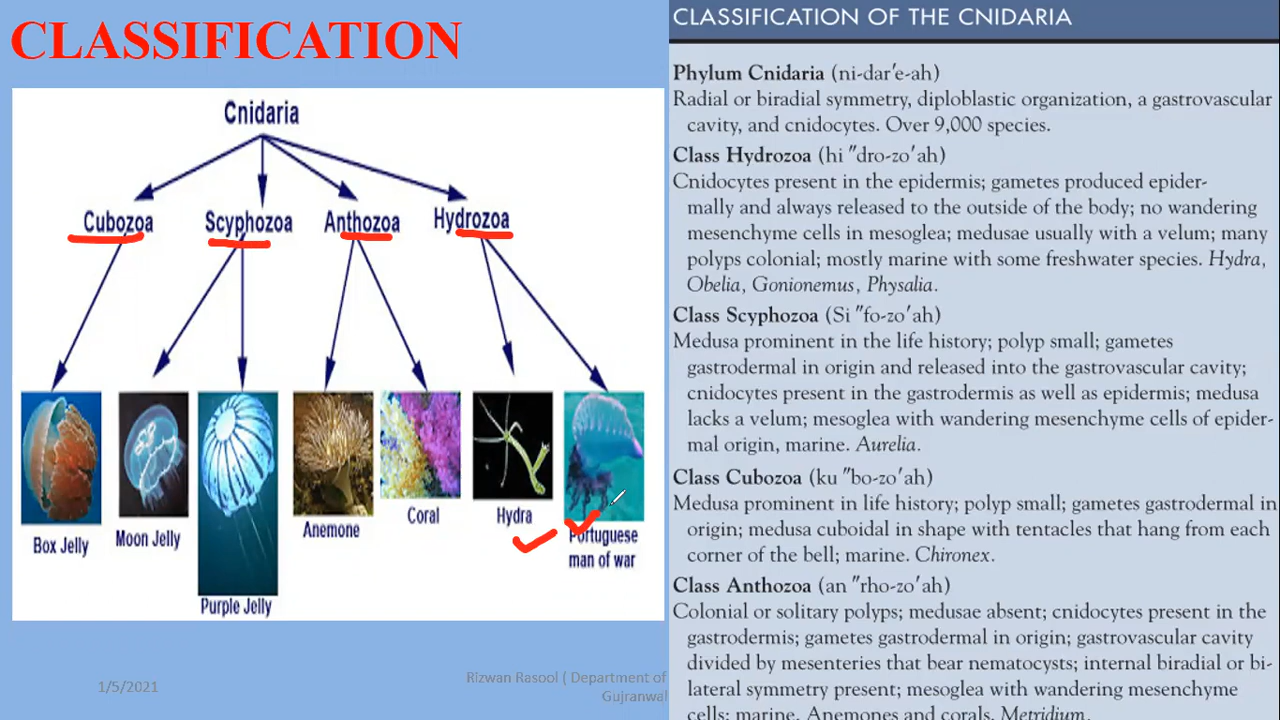 CLASSIFICATION
Cnidaria
Cubozoa
Scyphozoa
Anthozoa
Hydrozoa
Box Jelly
Moon Jelly
Purple Jelly
Anemone
Coral
Hydra
Portuguese
man of war
1/5/2021
Rizwan Rasool ( Department of
Gujranwal
CLASSIFICATION OF THE CNIDARIA
Phylum Cnidaria (ni-dar′e-ah)
Radial or biradial symmetry, diploblastic organization, a gastrovascular
cavity, and cnidocytes. Over 9,000 species.
Class Hydrozoa (hi ″dro-zo′ah)
Cnidocytes present in the epidermis; gametes produced epider-
mally and always released to the outside of the body; no wandering
mesenchyme cells in mesoglea; medusae usually with a velum; many
polyps colonial; mostly marine with some freshwater species. Hydra,
Obelia, Gonionemus, Physalia.
Class Scyphozoa (Si ″fo-zo′ah)
Medusa prominent in the life history; polyp small; gametes
gastrodermal in origin and released into the gastrovascular cavity;
cnidocytes present in the gastrodermis as well as epidermis; medusa
lacks a velum; mesoglea with wandering mesenchyme cells of epider-
mal origin, marine. Aurelia.
Class Cubozoa (ku ″bo-zo′ah)
Medusa prominent in life history; polyp small; gametes gastrodermal in
origin; medusa cuboidal in shape with tentacles that hang from each
corner of the bell; marine. Chironex.
Class Anthozoa (an ″rho-zo′ah)
Colonial or solitary polyps; medusae absent; cnidocytes present in the
gastrodermis; gametes gastrodermal in origin; gastrovascular cavity
divided by mesenteries that bear nematocysts; internal biradial or bi-
lateral symmetry present; mesoglea with wandering mesenchyme
cells; marine. Anemones and corals. Metridium.